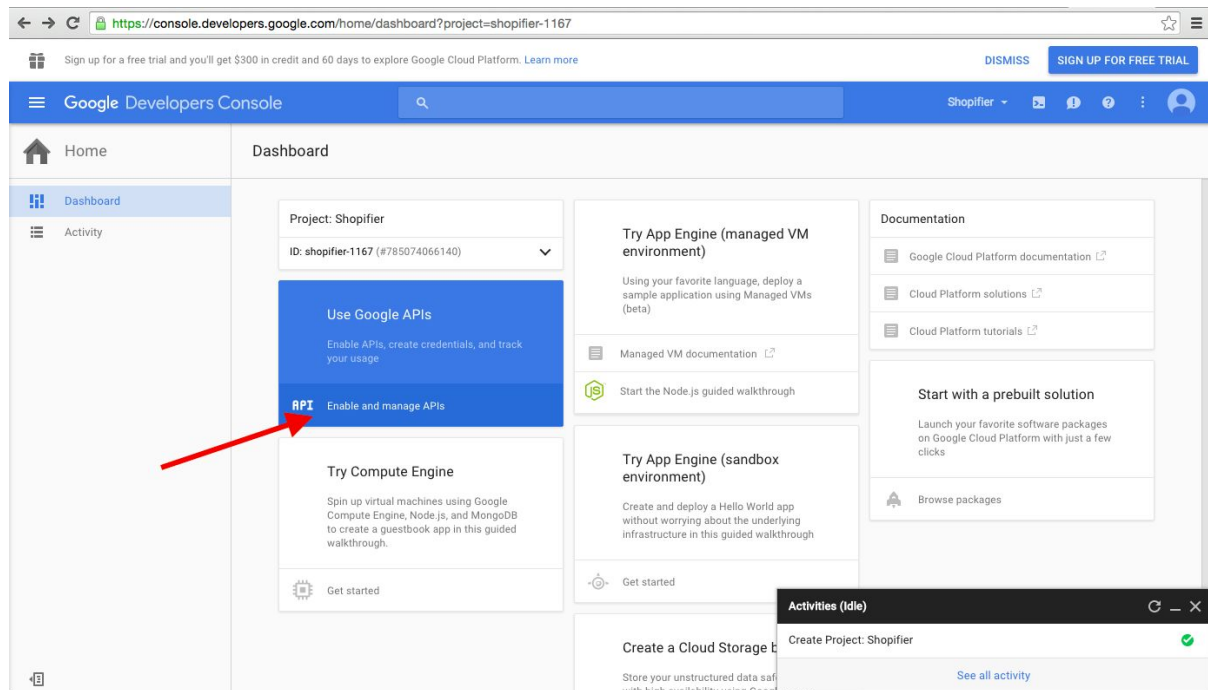 https://console.developers.google.com/home/dashboard?project=shopifier-1167
Sign up for a free trial and you'll get $300 in credit and 60 days to explore Google Cloud Platform. Learn more
DISMISS
SIGN UP FOR FREE TRIAL
Google Developers Console
Shopifier
Home
Dashboard
Dashboard
Activity
Project: Shopifier
ID: shopifier-1167 (#785074066140)
Use Google APIs
Enable APIs, create credentials, and track
your usage
API Enable and manage APIs
Try Compute Engine
Spin up virtual machines using Google
Compute Engine, Node.js, and MongoDB
to create a guestbook app in this guided
walkthrough.
Get started
Try App Engine (managed VM
environment)
Using your favorite language, deploy a
sample application using Managed VMs
(beta)
Managed VM documentation
JS Start the Node.js guided walkthrough
Try App Engine (sandbox
environment)
Create and deploy a Hello World app
without worrying about the underlying
infrastructure in this guided walkthrough
Get started
Create a Cloud Storage
Store your unstructured data
Documentation
Google Cloud Platform documentation
Cloud Platform solutions
Cloud Platform tutorials
Start with a prebuilt solution
Launch your favorite software packages
on Google Cloud Platform with just a few
clicks
Browse packages
Activities (Idle)
Create Project: Shopifier
See all activity